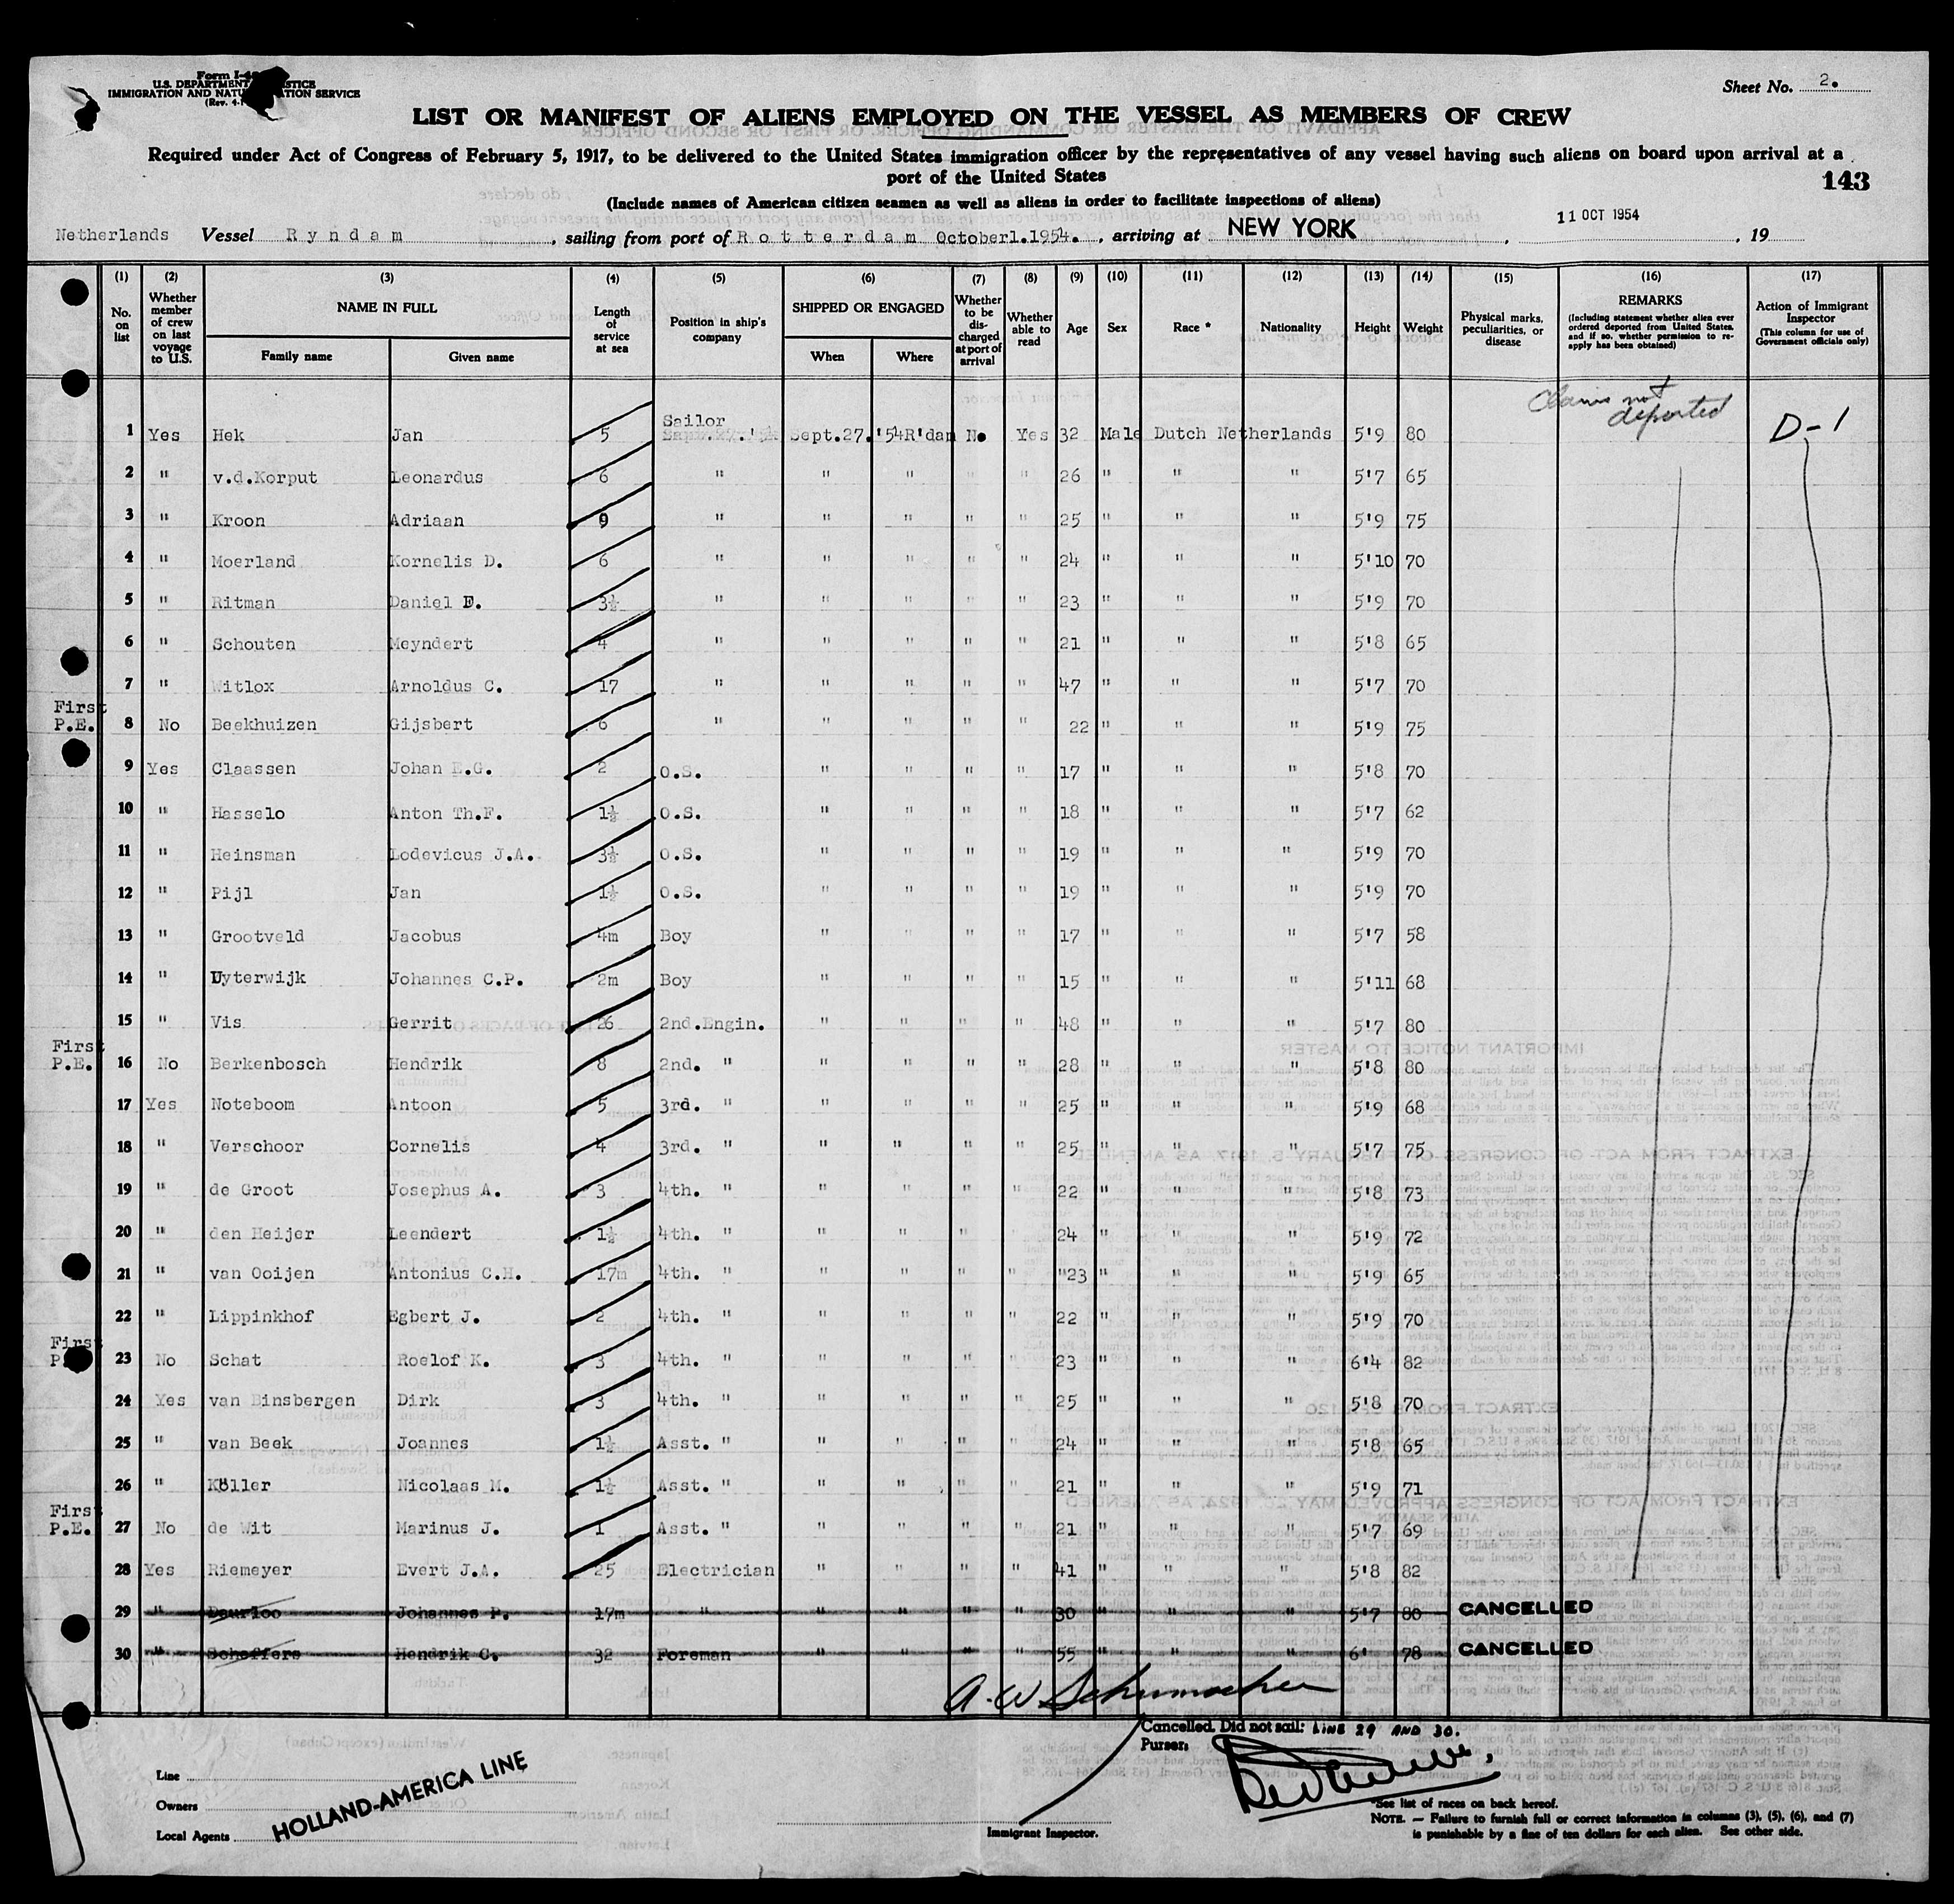 Form I-4
U.S. DEPARTMENT STICE
IMMIGRATION AND NATU TION SERVICE
(Rev. 4-1
Sheet No. 2.
LIST OR MANIFEST OF ALIENS EMPLOYED ON THE VESSEL AS MEMBERS OF CREW
Required under Act of Congress of February 5, 1917, to be delivered to the United States immigration officer by the representatives of any vessel having such aliens on board upon arrival at a
port of the United States
143
(Include names of American citizen seamen as well as aliens in order to facilitate inspections of aliens)
Netherlands Vessel Ryndam, sailing from port of Rotterdam October1.1954., arriving at NEW YORK, 11 OCT 1954, 19
(1) (2) (3) (4) (5) (6) (7) (8) (9) (10) (11) (12) (13) (14) (15) (16) (17)
No. on list
Whether member of crew on last voyage to U.S.
NAME IN FULL
Family name Given name
Length of service at sea
Position in ship's company
SHIPPED OR ENGAGED
When Where
Whether to be discharged at port of arrival
Whether able to read
Age Sex Race * Nationality Height Weight
Physical marks, peculiarities, or disease
REMARKS
(Including statement whether alien ever ordered deported from United States, and if so, whether permission to re-apply has been obtained)
Action of Immigrant Inspector
(This column for use of Government officials only)
Claims not deported
1 Yes Hek Jan 5 Sailor Sept.27.'54 R'dam No Yes 32 Male Dutch Netherlands 5'9 80 D-1
2 " v.d.Korput Leonardus 6 " " " " " 26 " " " 5'7 65
3 " Kroon Adriaan 9 " " " " " 25 " " " 5'9 75
4 " Moerland Kornelis D. 6 " " " " " 24 " " " 5'10 70
5 " Ritman Daniel E. 3½ " " " " " 23 " " " 5'9 70
6 " Schouten Meyndert 4 " " " " " 21 " " " 5'8 65
7 " Witlox Arnoldus C. 17 " " " " " 47 " " " 5'7 70
First P.E. 8 No Beekhuizen Gijsbert 6 " " " " " 22 " " " 5'9 75
9 Yes Claassen Johan E.G. 2 O.S. " " " " 17 " " " 5'8 70
10 " Hasselo Anton Th.F. 1½ O.S. " " " " 18 " " " 5'7 62
11 " Heinsman Lodevicus J.A. 3½ O.S. " " " " 19 " " " 5'9 70
12 " Pijl Jan 1½ O.S. " " " " 19 " " " 5'9 70
13 " Grootveld Jacobus 4m Boy " " " " 17 " " " 5'7 58
14 " Uyterwijk Johannes C.P. 2m Boy " " " " 15 " " " 5'11 68
15 " Vis Gerrit 26 2nd.Engin. " " " " 48 " " " 5'7 80
First P.E. 16 No Berkenbosch Hendrik 8 2nd. " " " " " 28 " " " 5'8 80
17 Yes Noteboom Antoon 5 3rd. " " " " " 25 " " " 5'9 68
18 " Verschoor Cornelis 4 3rd. " " " " " 25 " " " 5'7 75
19 " de Groot Josephus A. 3 4th. " " " " " 22 " " " 5'8 73
20 " den Heijer Leendert 1½ 4th. " " " " " 24 " " " 5'9 72
21 " van Ooijen Antonius C.H. 17m 4th. " " " " " "23 " " " 5'9 65
22 " Lippinkhof Egbert J. 2 4th. " " " " " 22 " " " 5'9 70
First P. 23 No Schat Roelof K. 3 4th. " " " " " 23 " " " 6'4 82
24 Yes van Binsbergen Dirk 3 4th. " " " " " 25 " " " 5'8 70
25 " van Beek Joannes 1½ Asst. " " " " " 24 " " " 5'8 65
26 " Köller Nicolaas M. 1½ Asst. " " " " " 21 " " " 5'9 71
First P.E. 27 No de Wit Marinus J. 1 Asst. " " " " " 21 " " " 5'7 69
28 Yes Riemeyer Evert J.A. 25 Electrician " " " " 41 " " " 5'8 82
29 " Deurloo Johannes P. 17m " " " " " 30 " " " 5'7 80 CANCELLED
30 " Scheffers Hendrik C. 32 Foreman " " " " 55 " " " 6' 78 CANCELLED
A. W. Schumacher
Cancelled. Did not sail: LINE 29 AND 30.
Purser:
Line
Owners
Local Agents
HOLLAND-AMERICA LINE
Immigrant Inspector.
*See list of races on back hereof.
NOTE. — Failure to furnish full or correct information in columns (3), (5), (6), and (7)
is punishable by a fine of ten dollars for each alien. See other side.